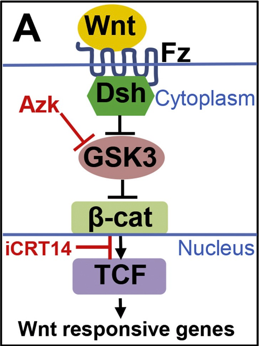 A
Wnt
Fz
Dsh
Cytoplasm
Azk
GSK3
β-cat
iCRT14
Nucleus
TCF
Wnt responsive genes